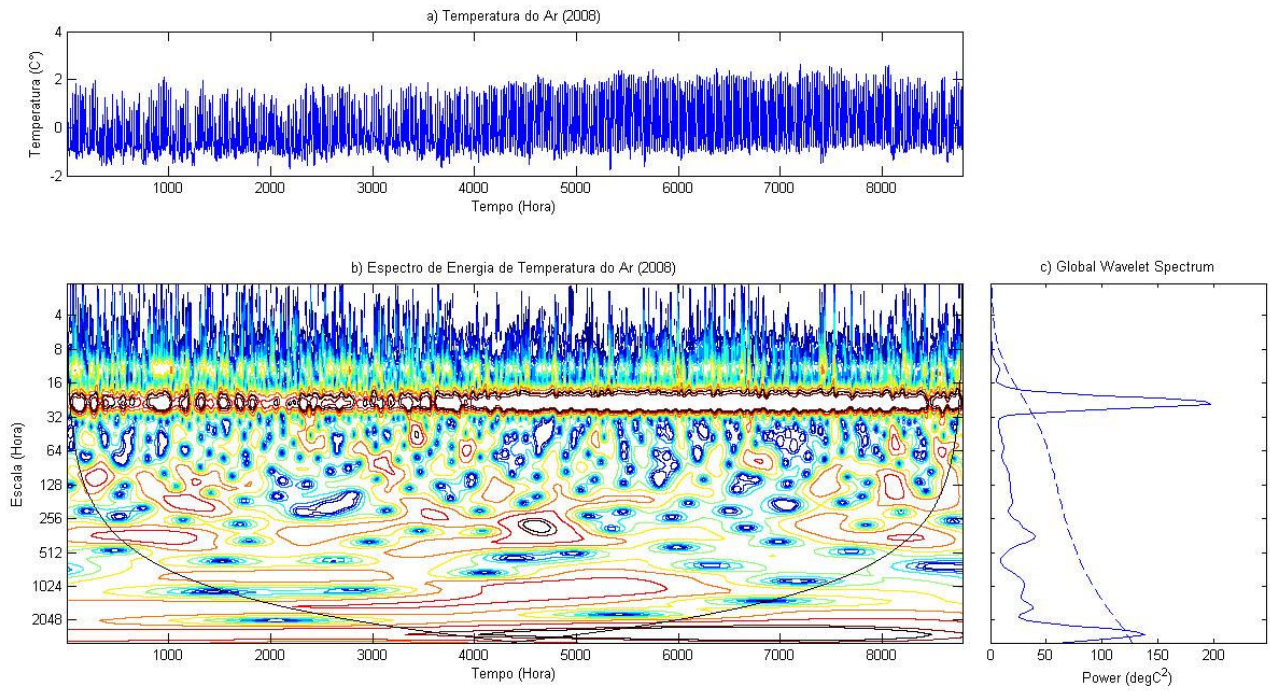 a) Temperatura do Ar (2008)
Temperatura (C°)
4
2
0
-2
1000 2000 3000 4000 5000 6000 7000 8000
Tempo (Hora)
b) Espectro de Energia de Temperatura do Ar (2008)
Escala (Hora)
4
8
16
32
64
128
256
512
1024
2048
1000 2000 3000 4000 5000 6000 7000 8000
Tempo (Hora)
c) Global Wavelet Spectrum
0 50 100 150 200
Power (degC²)